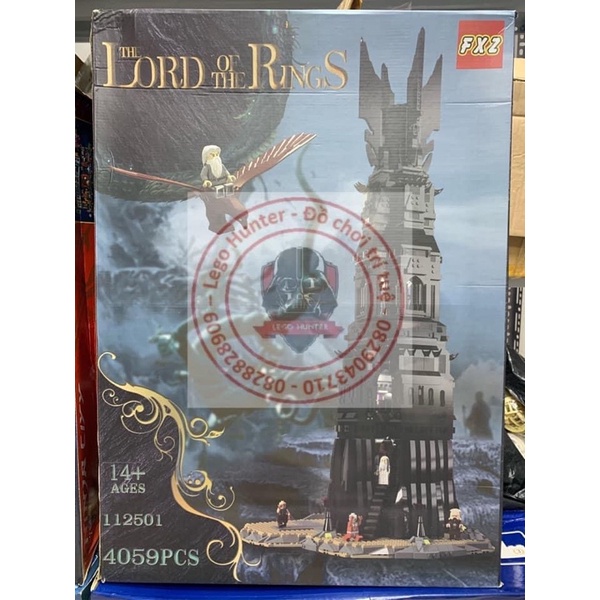 THE
LORD OF THE RINGS
FXZ
Lego Hunter - Đồ chơi trí tuệ - 0829043710 - 0828828909 -
LEGO HUNTER
14+
AGES
112501
4059PCS